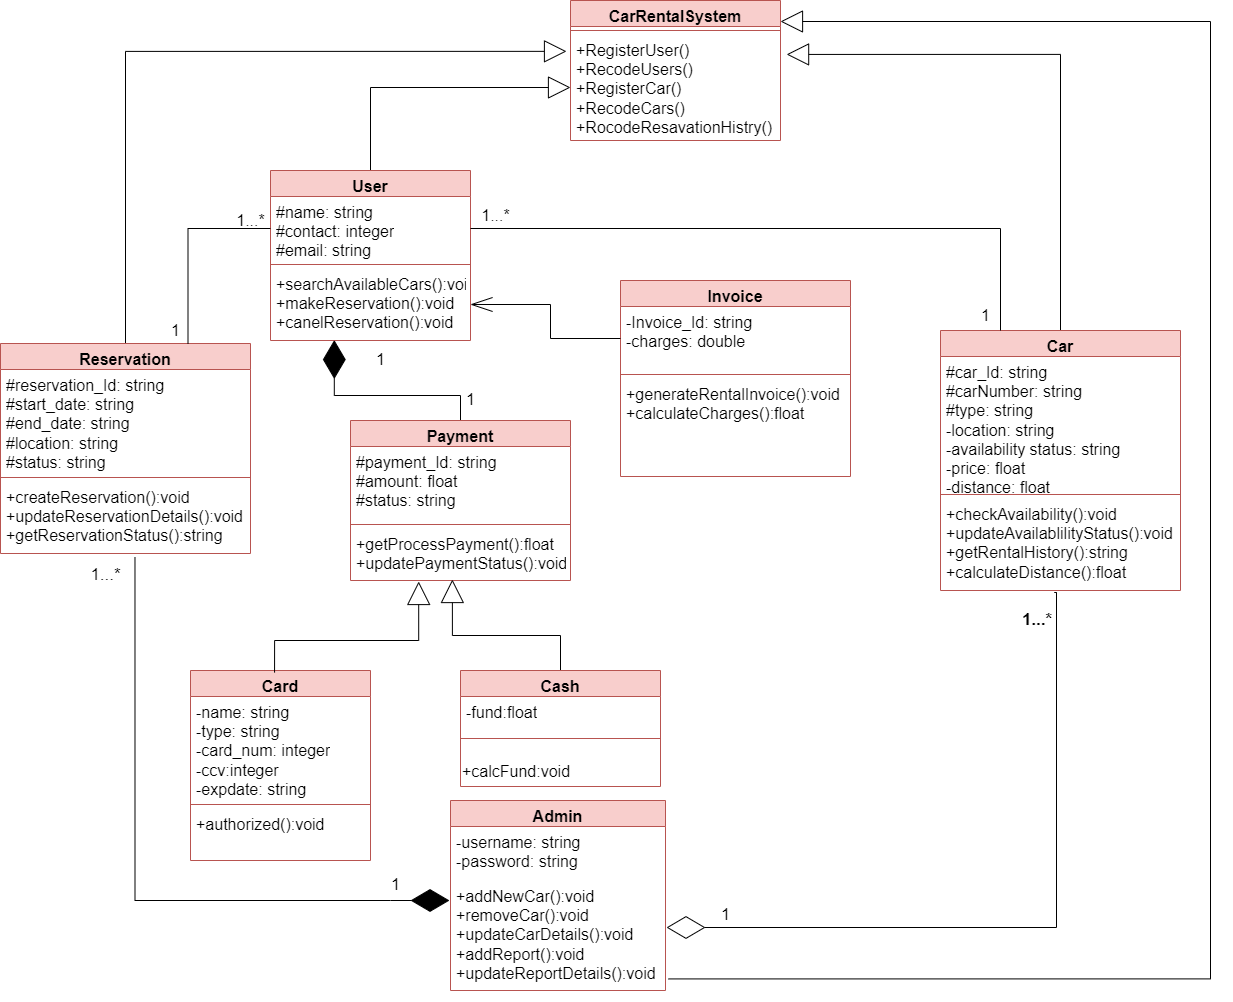 CarRentalSystem
+RegisterUser()
+RecodeUsers()
+RegisterCar()
+RecodeCars()
+RocodeResavationHistry()
User
#name: string
#contact: integer
#email: string
+searchAvailableCars():voi
+makeReservation():void
+canelReservation():void
1...*
1...*
1
1
1
1
Invoice
-Invoice_Id: string
-charges: double
+generateRentalInvoice():void
+calculateCharges():float
Reservation
#reservation_Id: string
#start_date: string
#end_date: string
#location: string
#status: string
+createReservation():void
+updateReservationDetails():void
+getReservationStatus():string
1...*
Car
#car_Id: string
#carNumber: string
#type: string
-location: string
-availability status: string
-price: float
-distance: float
+checkAvailability():void
+updateAvailablilityStatus():void
+getRentalHistory():string
+calculateDistance():float
1...*
Payment
#payment_Id: string
#amount: float
#status: string
+getProcessPayment():float
+updatePaymentStatus():void
Card
-name: string
-type: string
-card_num: integer
-ccv:integer
-expdate: string
+authorized():void
Cash
-fund:float
+calcFund:void
Admin
-username: string
-password: string
+addNewCar():void
+removeCar():void
+updateCarDetails():void
+addReport():void
+updateReportDetails():void
1
1